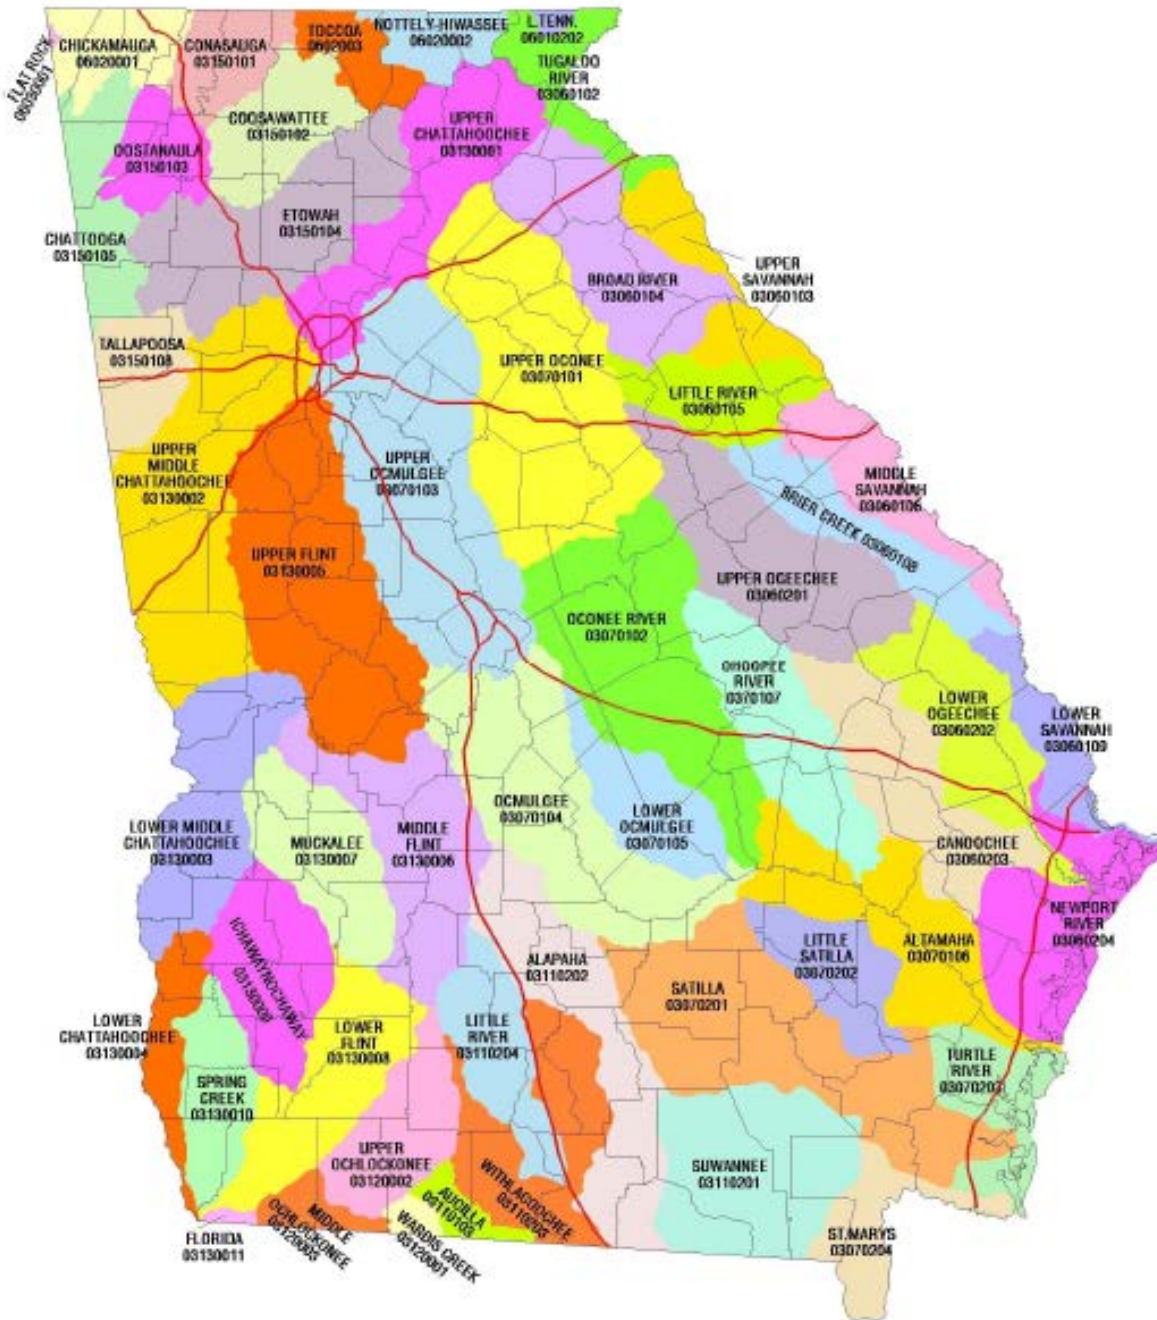 CHICKAMAUGA
06020001
CONASAUGA
03150101
TOCCOA
0602003
NOTTELY-HIWASSEE
06020002
L.TENN.
06010202
TUGALOO
RIVER
03060102
FLAT ROCK
COOSAWATTEE
03150102
UPPER
CHATTAHOOCHEE
03130001
OOSTANAULA
03150103
ETOWAH
03150104
CHATTOOGA
03150105
UPPER
SAVANNAH
03060103
BROAD RIVER
03060104
TALLAPOOSA
03150108
UPPER OCONEE
03070101
LITTLE RIVER
03060105
UPPER
MIDDLE
CHATTAHOOCHEE
03130002
UPPER
OCMULGEE
03070103
MIDDLE
SAVANNAH
03060106
BRIER CREEK 03060108
UPPER FLINT
03130005
UPPER OGEECHEE
03060201
OCONEE RIVER
03070102
OHOOPEE
RIVER
0370107
LOWER
OGEECHEE
03060202
LOWER
SAVANNAH
03060109
LOWER MIDDLE
CHATTAHOOCHEE
03130003
MUCKALEE
03130007
MIDDLE
FLINT
03130006
OCMULGEE
03070104
LOWER
OCMULGEE
03070105
CANOOCHEE
03060203
ICHAWAYNOCHAWAY
NEWPORT
RIVER
03060204
ALAPAHA
03110202
LITTLE
SATILLA
03070202
ALTAMAHA
03070106
SATILLA
03070201
LOWER
CHATTAHOOCHEE
03130004
LOWER
FLINT
03130008
LITTLE
RIVER
03110204
TURTLE
RIVER
03070203
SPRING
CREEK
03130010
UPPER
OCHLOCKONEE
03120002
SUWANNEE
03110201
WITHLACOOCHEE
AUCILLA
03110103
FLORIDA
03130011
MIDDLE
OCHLOCKONEE
03120003
WARDS CREEK
03120001
ST.MARYS
03070204